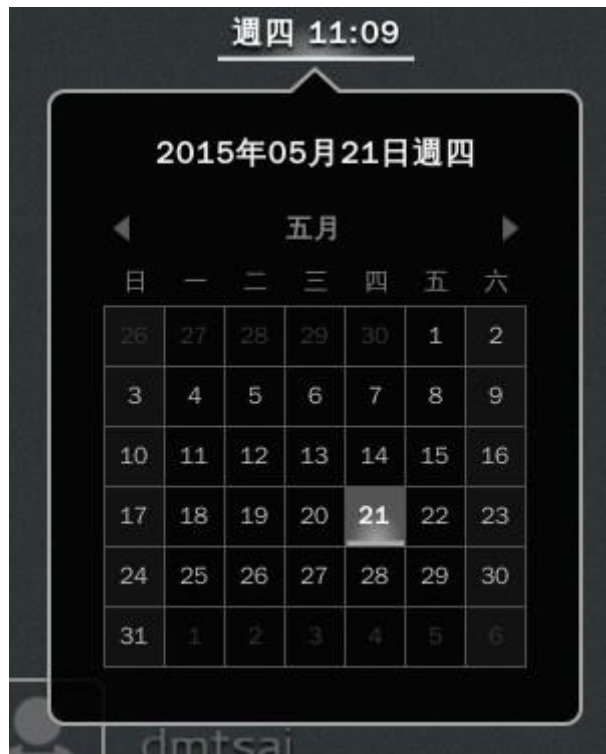 週四 11:09
2015年05月21日週四
五月
日 一 二 三 四 五 六
26 27 28 29 30 1 2
3 4 5 6 7 8 9
10 11 12 13 14 15 16
17 18 19 20 21 22 23
24 25 26 27 28 29 30
31 1 2 3 4 5 6
dmtsai